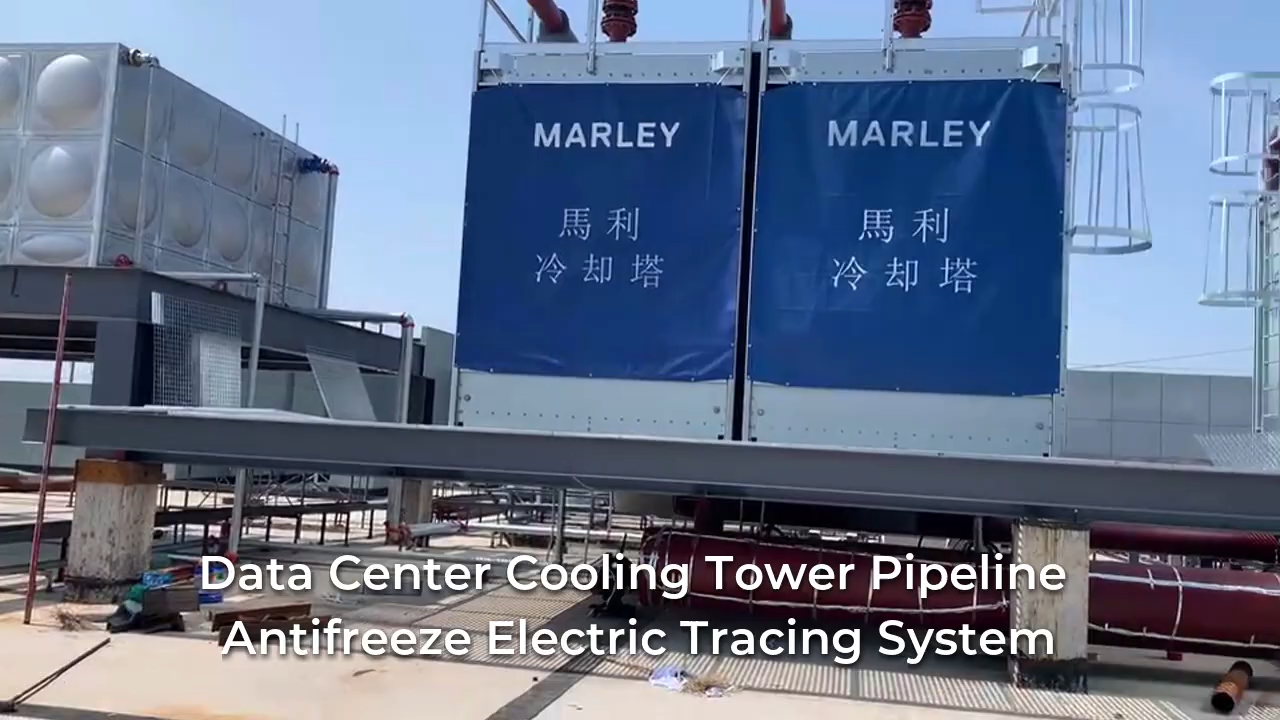 MARLEY
馬利
冷却塔
MARLEY
馬利
冷却塔
Data Center Cooling Tower Pipeline
Antifreeze Electric Tracing System